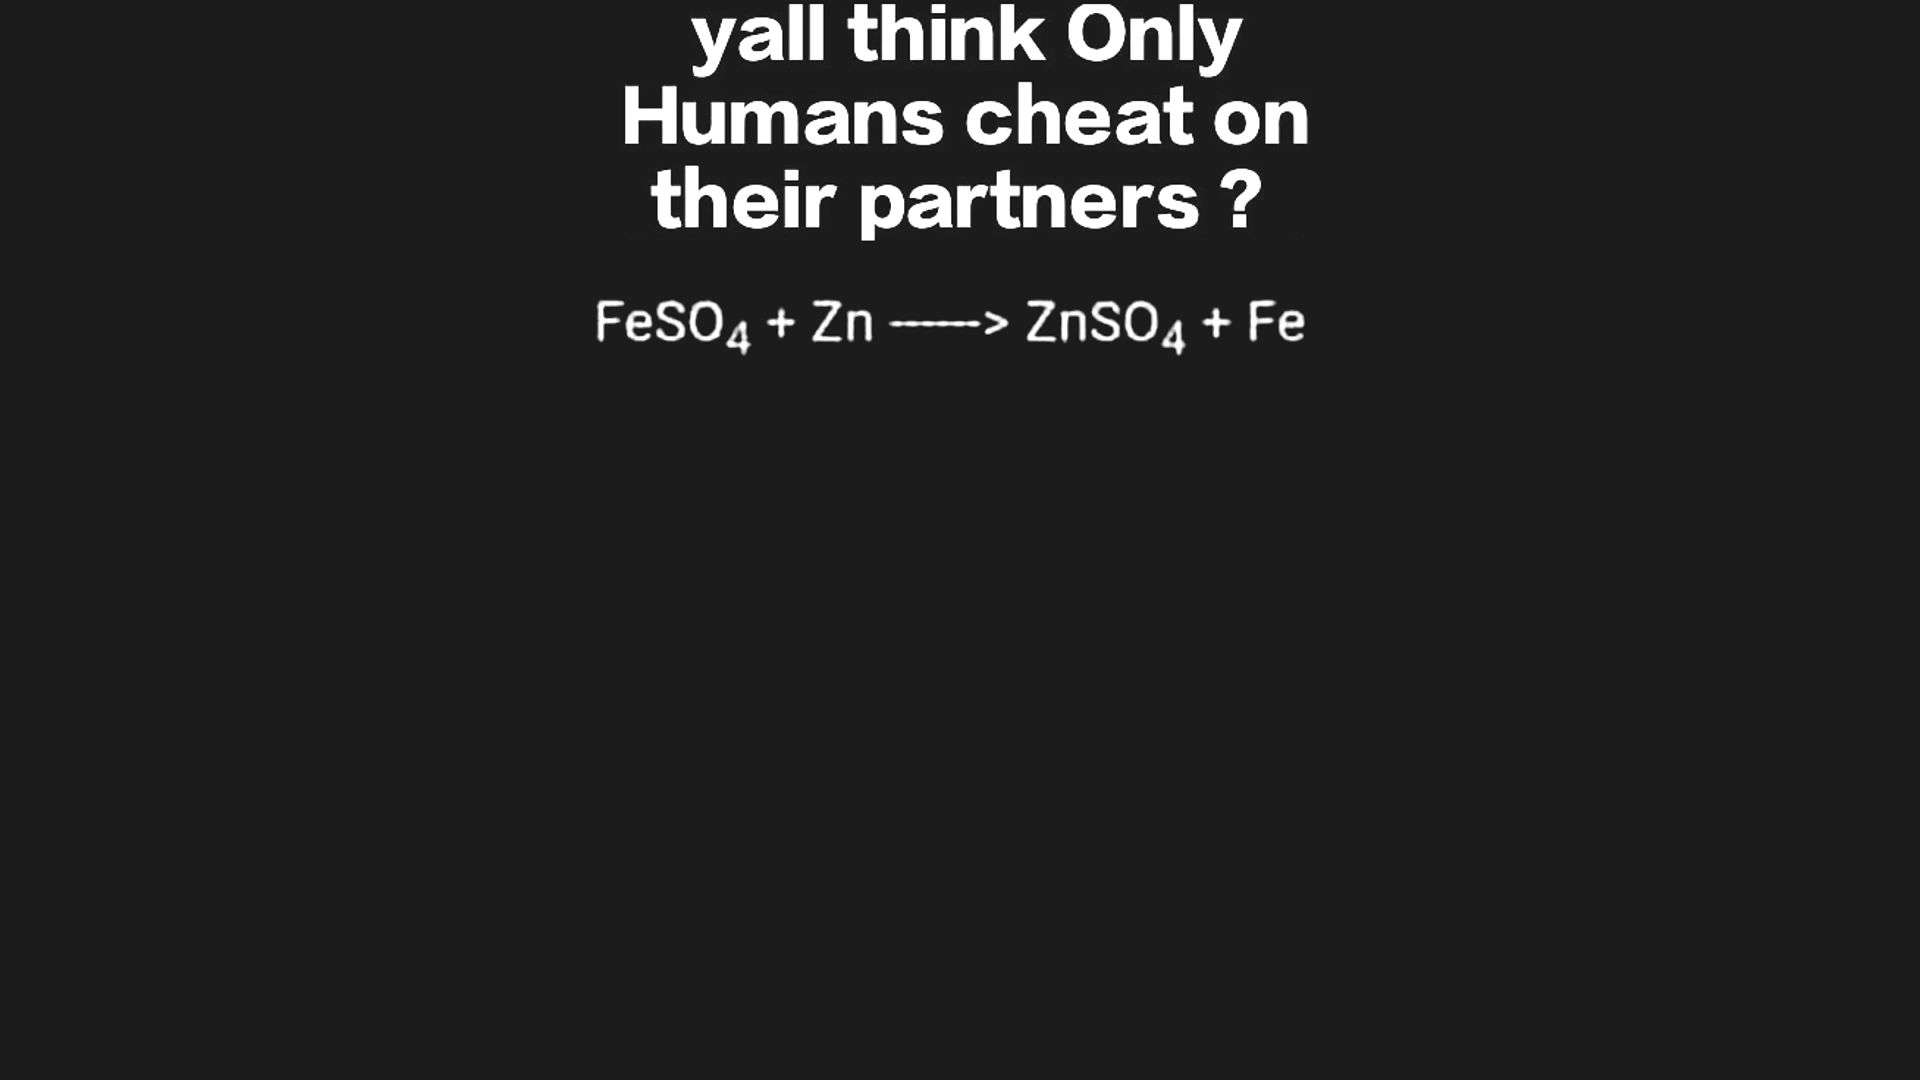 yall think Only
Humans cheat on
their partners ?
FeSO₄ + Zn -----> ZnSO₄ + Fe